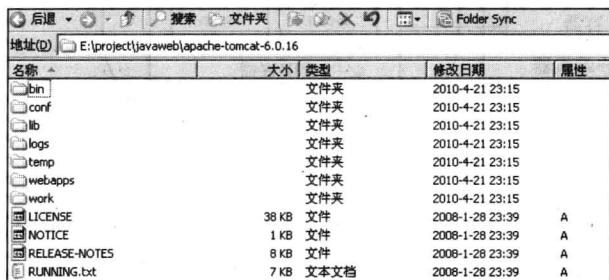 后退 搜索 文件夹 Folder Sync
地址(D) E:\project\javaweb\apache-tomcat-6.0.16
名称 大小 类型 修改日期 属性
bin 文件夹 2010-4-21 23:15
conf 文件夹 2010-4-21 23:15
lib 文件夹 2010-4-21 23:15
logs 文件夹 2010-4-21 23:15
temp 文件夹 2010-4-21 23:15
webapps 文件夹 2010-4-21 23:15
work 文件夹 2010-4-21 23:15
LICENSE 38 KB 文件 2008-1-28 23:39 A
NOTICE 1 KB 文件 2008-1-28 23:39 A
RELEASE-NOTES 8 KB 文件 2008-1-28 23:39 A
RUNNING.txt 7 KB 文本文档 2008-1-28 23:39 A